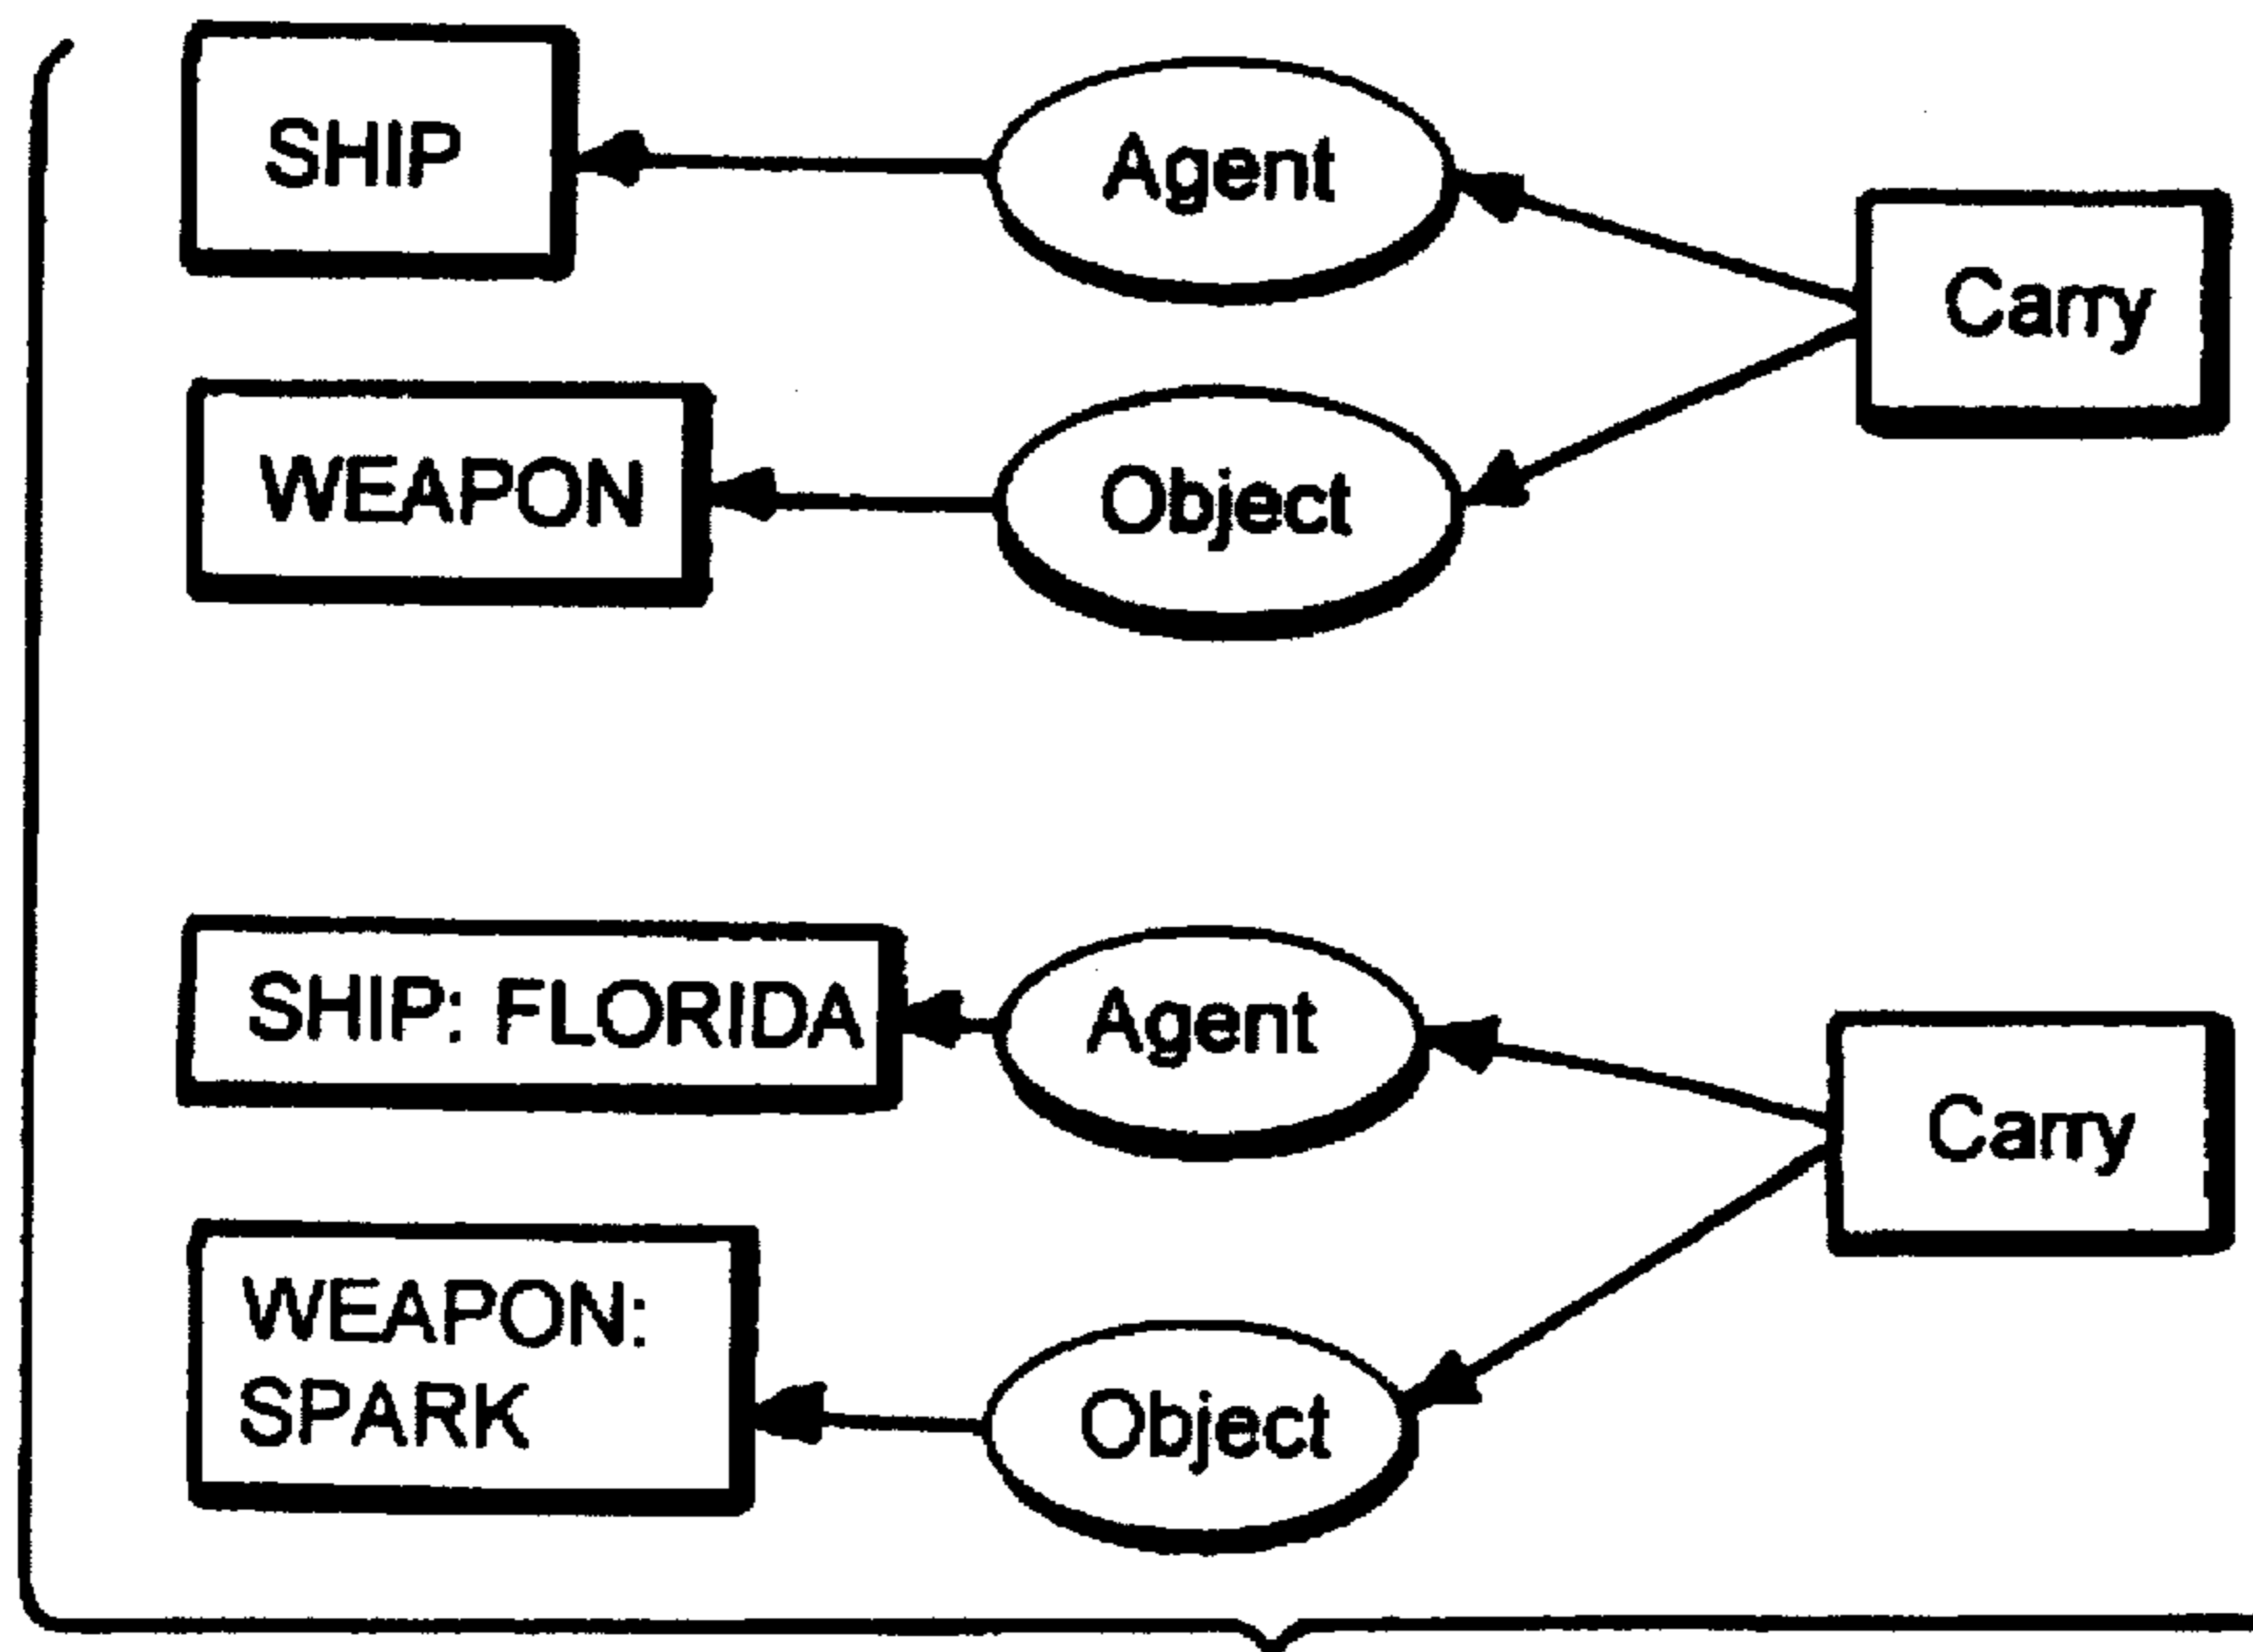 SHIP
Agent
Carry
WEAPON
Object
SHIP: FLORIDA
Agent
Carry
WEAPON:
SPARK
Object